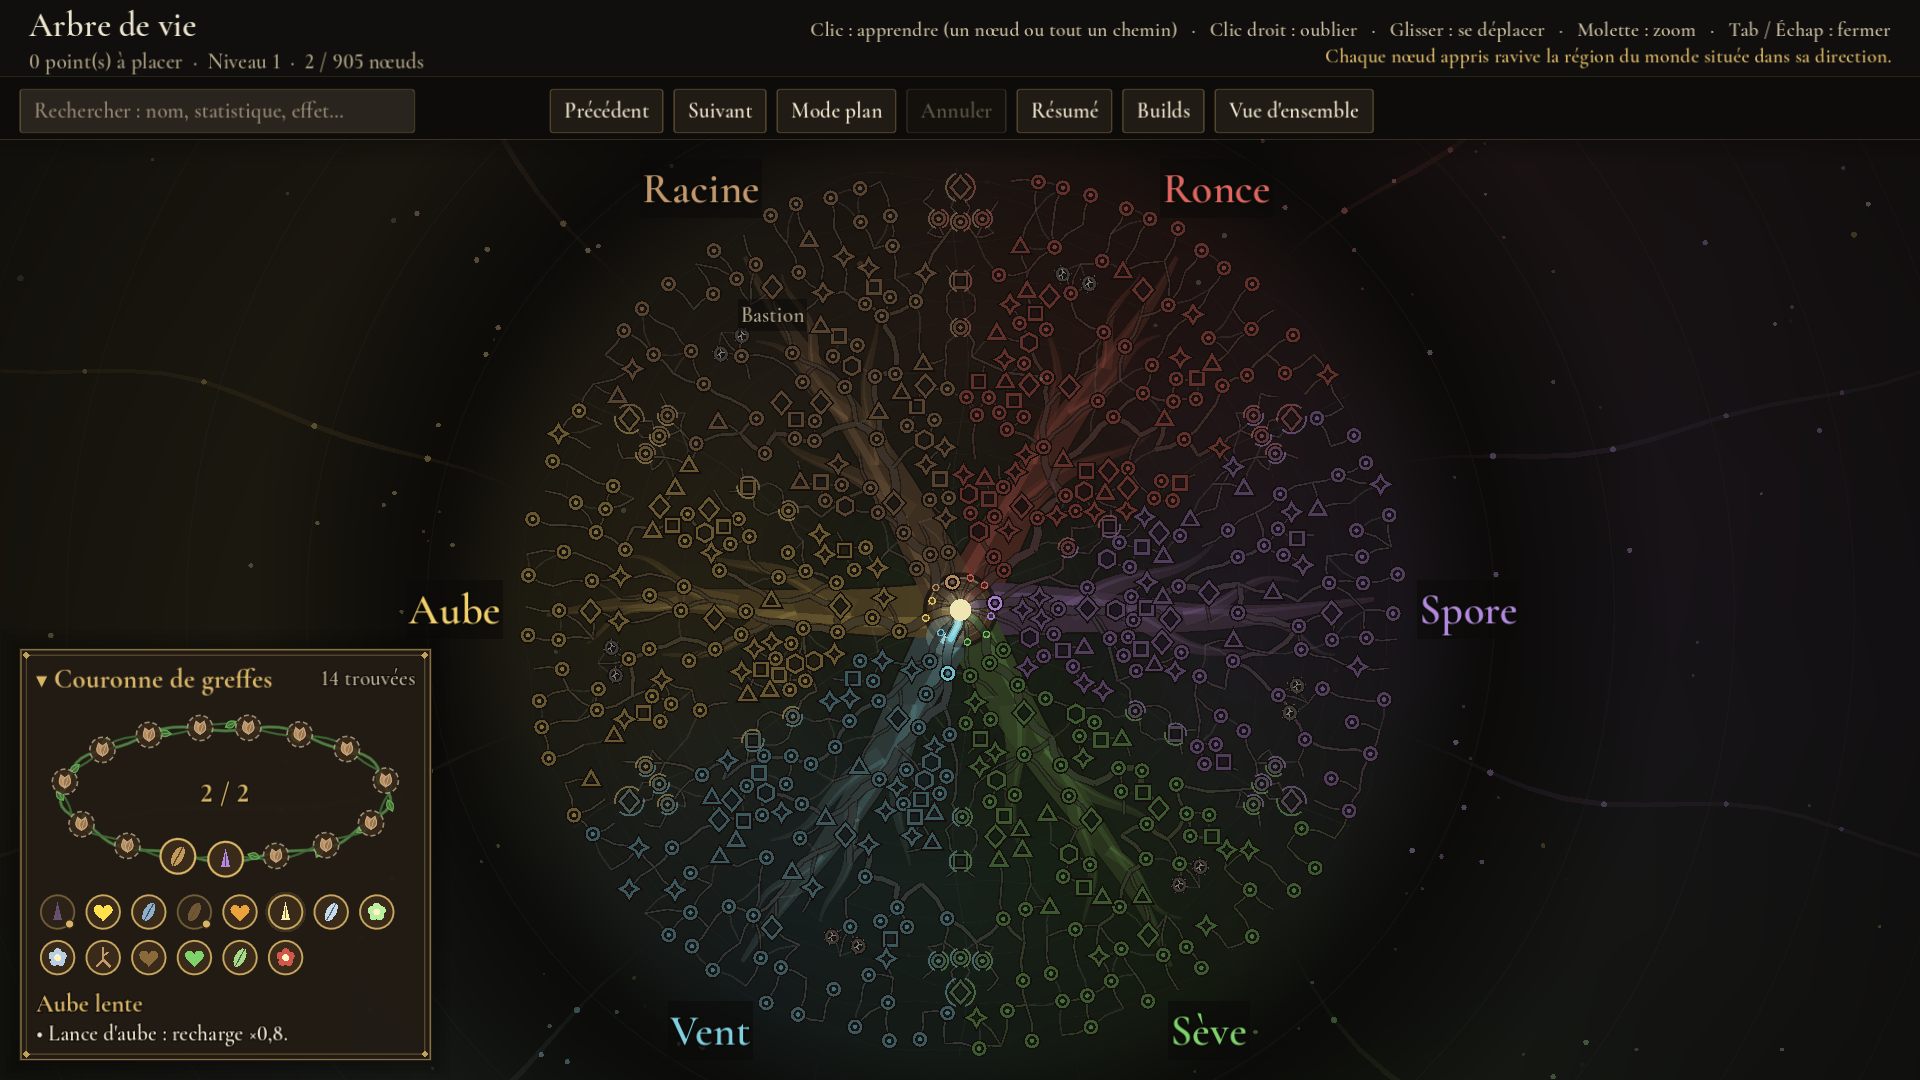 Arbre de vie
0 point(s) à placer · Niveau 1 · 2 / 905 nœuds
Clic : apprendre (un nœud ou tout un chemin) · Clic droit : oublier · Glisser : se déplacer · Molette : zoom · Tab / Échap : fermer
Chaque nœud appris ravive la région du monde située dans sa direction.
Rechercher : nom, statistique, effet...
Précédent
Suivant
Mode plan
Annuler
Résumé
Builds
Vue d'ensemble
Racine
Ronce
Bastion
Aube
Spore
Vent
Sève
▼ Couronne de greffes
14 trouvées
2 / 2
Aube lente
• Lance d'aube : recharge ×0,8.